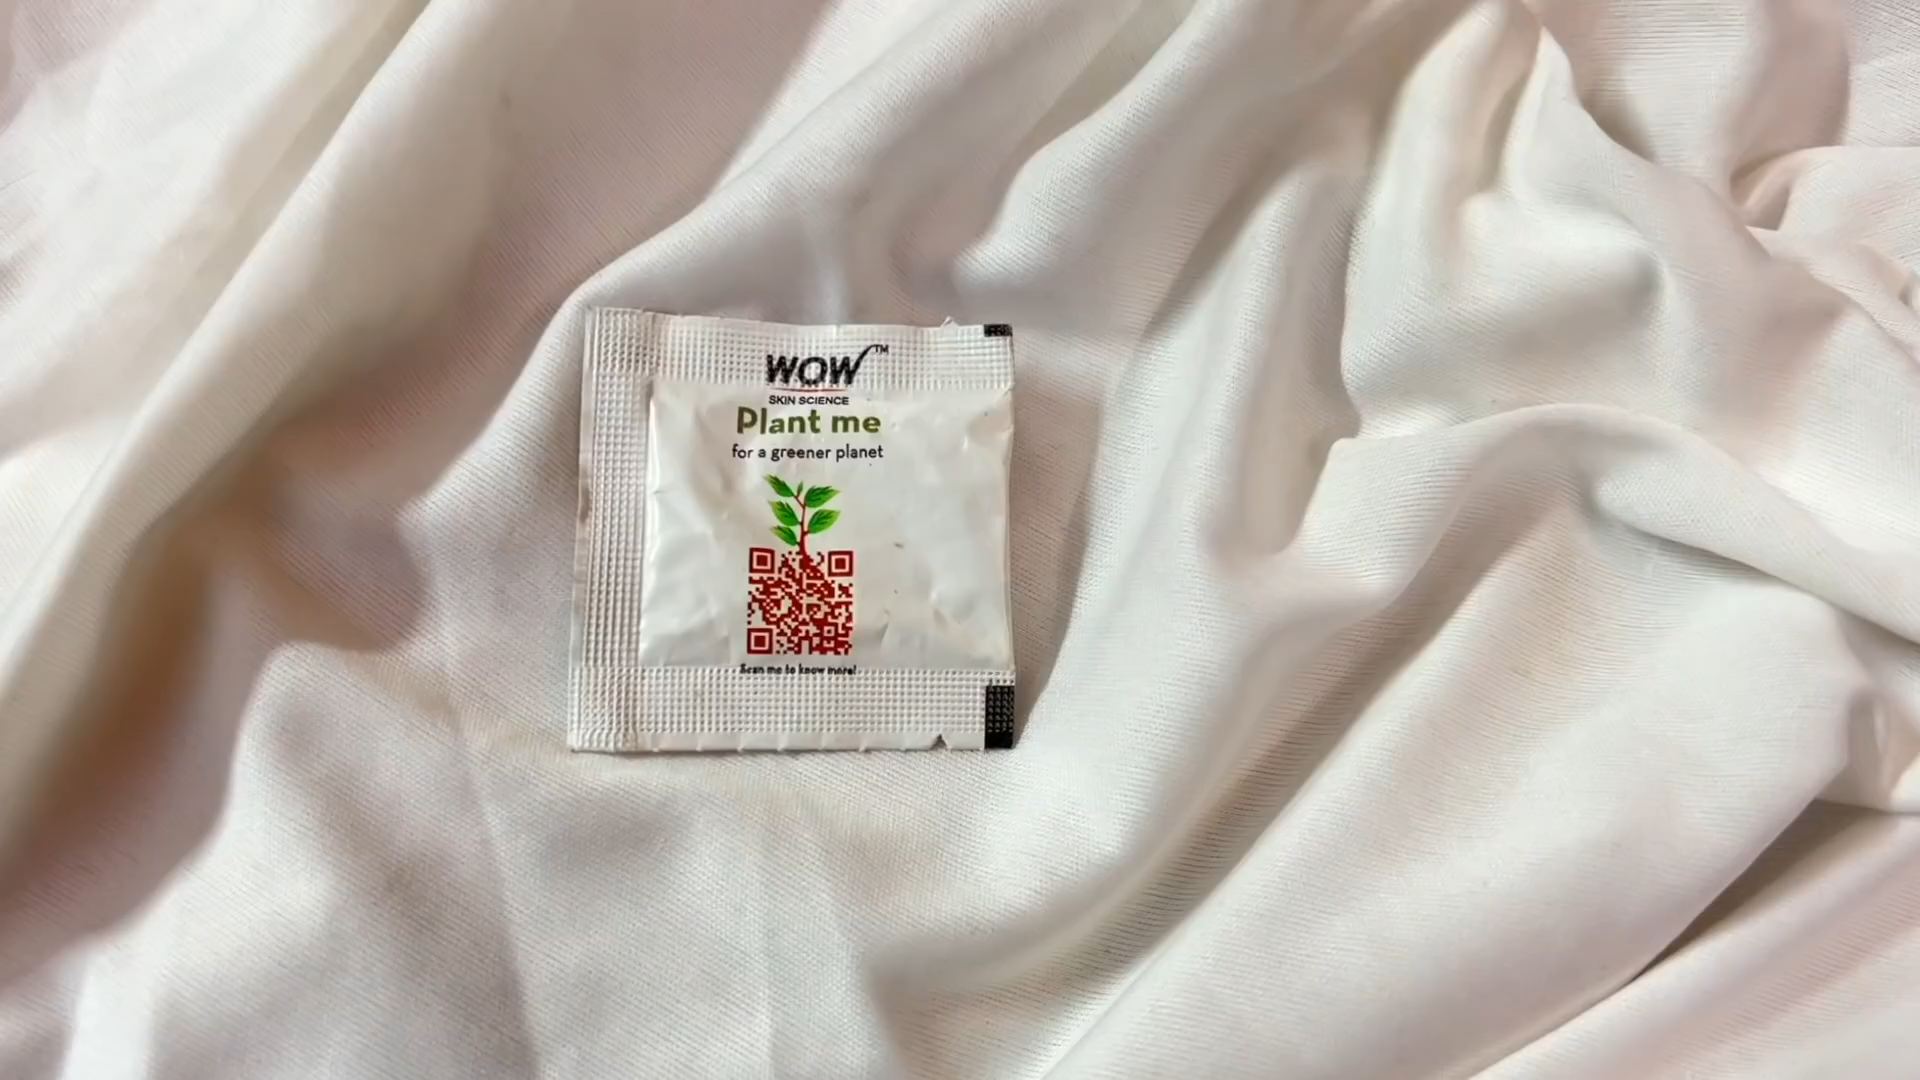 WOW™
SKIN SCIENCE
Plant me
for a greener planet
Scan me to know more!